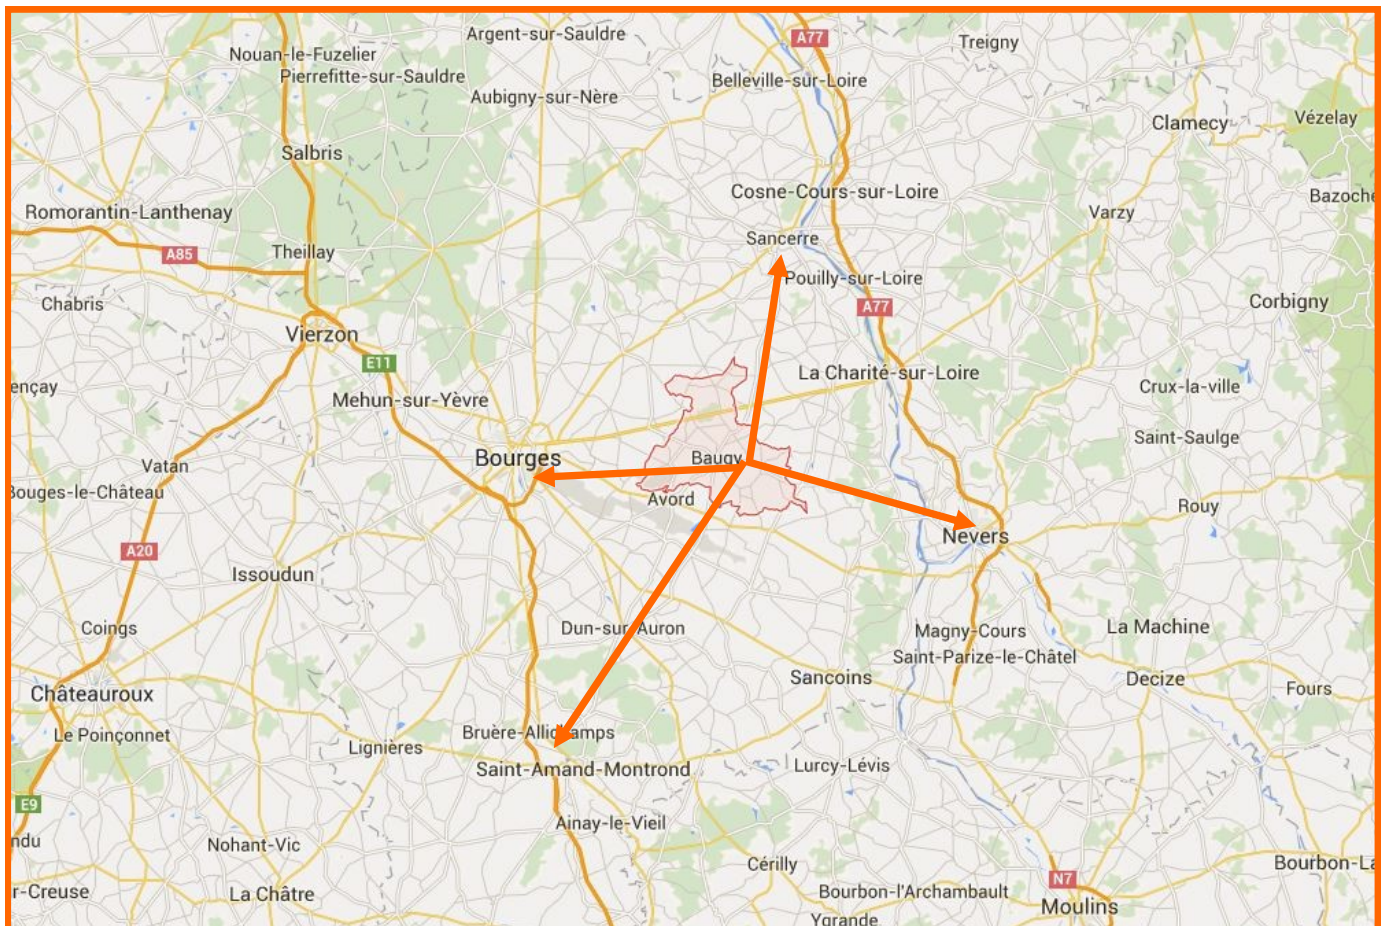 Argent-sur-Sauldre
A77
Treigny
Nouan-le-Fuzelier
Pierrefitte-sur-Sauldre
Belleville-sur-Loire
Aubigny-sur-Nère
Clamecy
Vézelay
Salbris
Cosne-Cours-sur-Loire
Bazoche
Romorantin-Lanthenay
Varzy
Sancerre
A85
Theillay
Pouilly-sur-Loire
Chabris
A77
Corbigny
Vierzon
E11
La Charité-sur-Loire
ençay
Crux-la-ville
Mehun-sur-Yèvre
Saint-Saulge
Bourges
Baugy
Vatan
Bouges-le-Château
Avord
Rouy
Nevers
A20
Issoudun
Coings
Dun-sur-Auron
Magny-Cours
La Machine
Saint-Parize-le-Châtel
Sancoins
Decize
Fours
Châteauroux
Le Poinçonnet
Bruère-Allichamps
Lignières
Saint-Amand-Montrond
Lurcy-Lévis
E9
Ainay-le-Vieil
ndu
Nohant-Vic
Cérilly
Bourbon-La
N7
r-Creuse
La Châtre
Bourbon-l'Archambault
Moulins
Ygrande